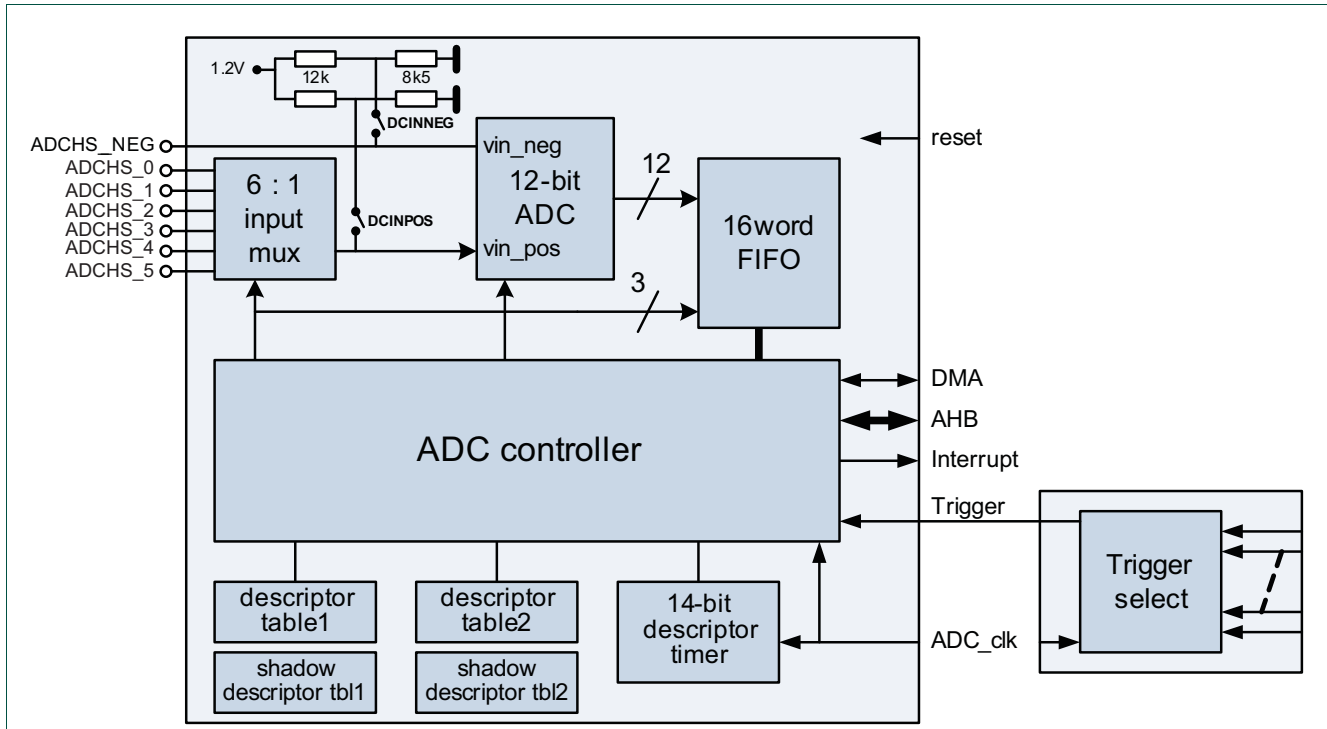 1.2V
12k
8k5
DCINNEG
ADCHS_NEG
ADCHS_0
ADCHS_1
ADCHS_2
ADCHS_3
ADCHS_4
ADCHS_5
6 : 1
input
mux
DCINPOS
vin_neg
12-bit
ADC
vin_pos
12
3
16word
FIFO
reset
ADC controller
DMA
AHB
Interrupt
Trigger
ADC_clk
Trigger
select
descriptor
table1
descriptor
table2
14-bit
descriptor
timer
shadow
descriptor tbl1
shadow
descriptor tbl2